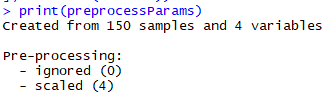 > print(preprocessParams)
Created from 150 samples and 4 variables
Pre-processing:
- ignored (0)
- scaled (4)